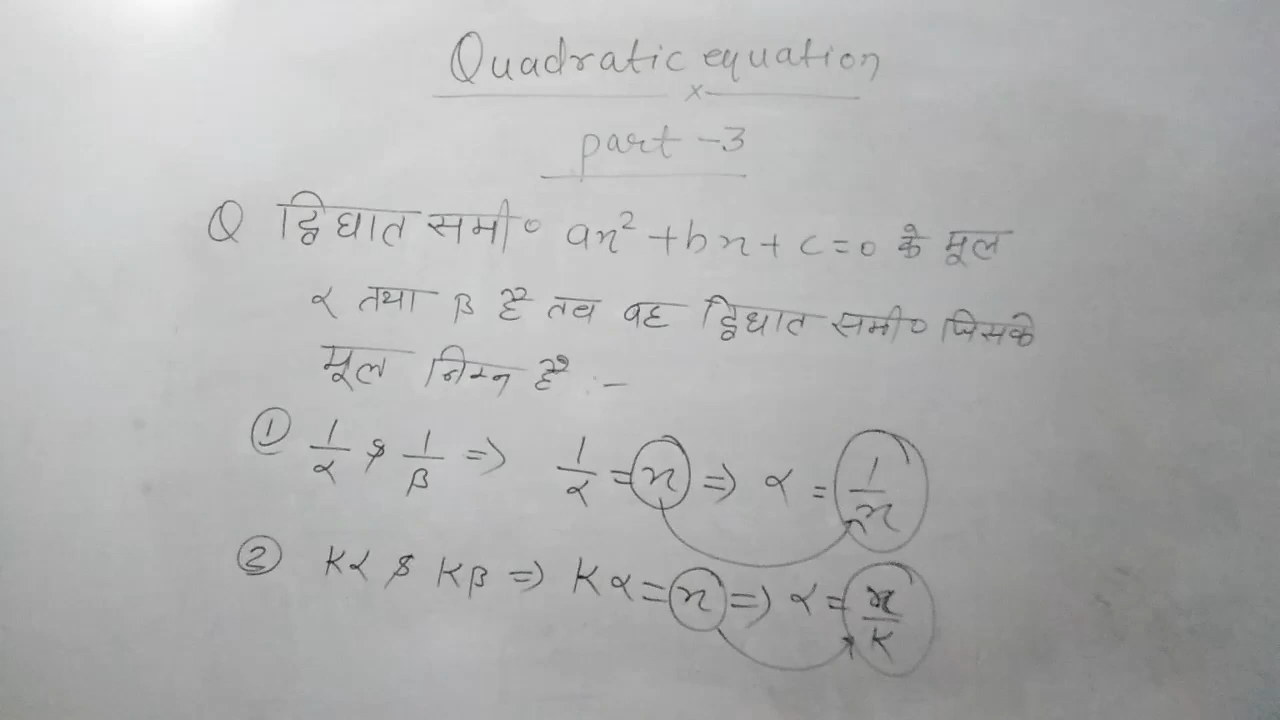 Quadratic equation
x
part -3
Q द्विघात समी० ax² + bx + c = 0 के मूल
α तथा β हैं तब वह द्विघात समी० जिसके
मूल निम्न हैं :-
① 1/α & 1/β => 1/α = x => α = 1/x
② Kα & Kβ => Kα = x => α = x/K